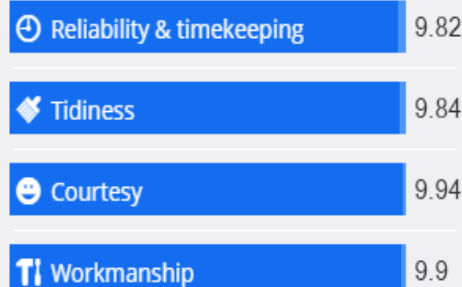 Reliability & timekeeping 9.82
Tidiness 9.84
Courtesy 9.94
Workmanship 9.9